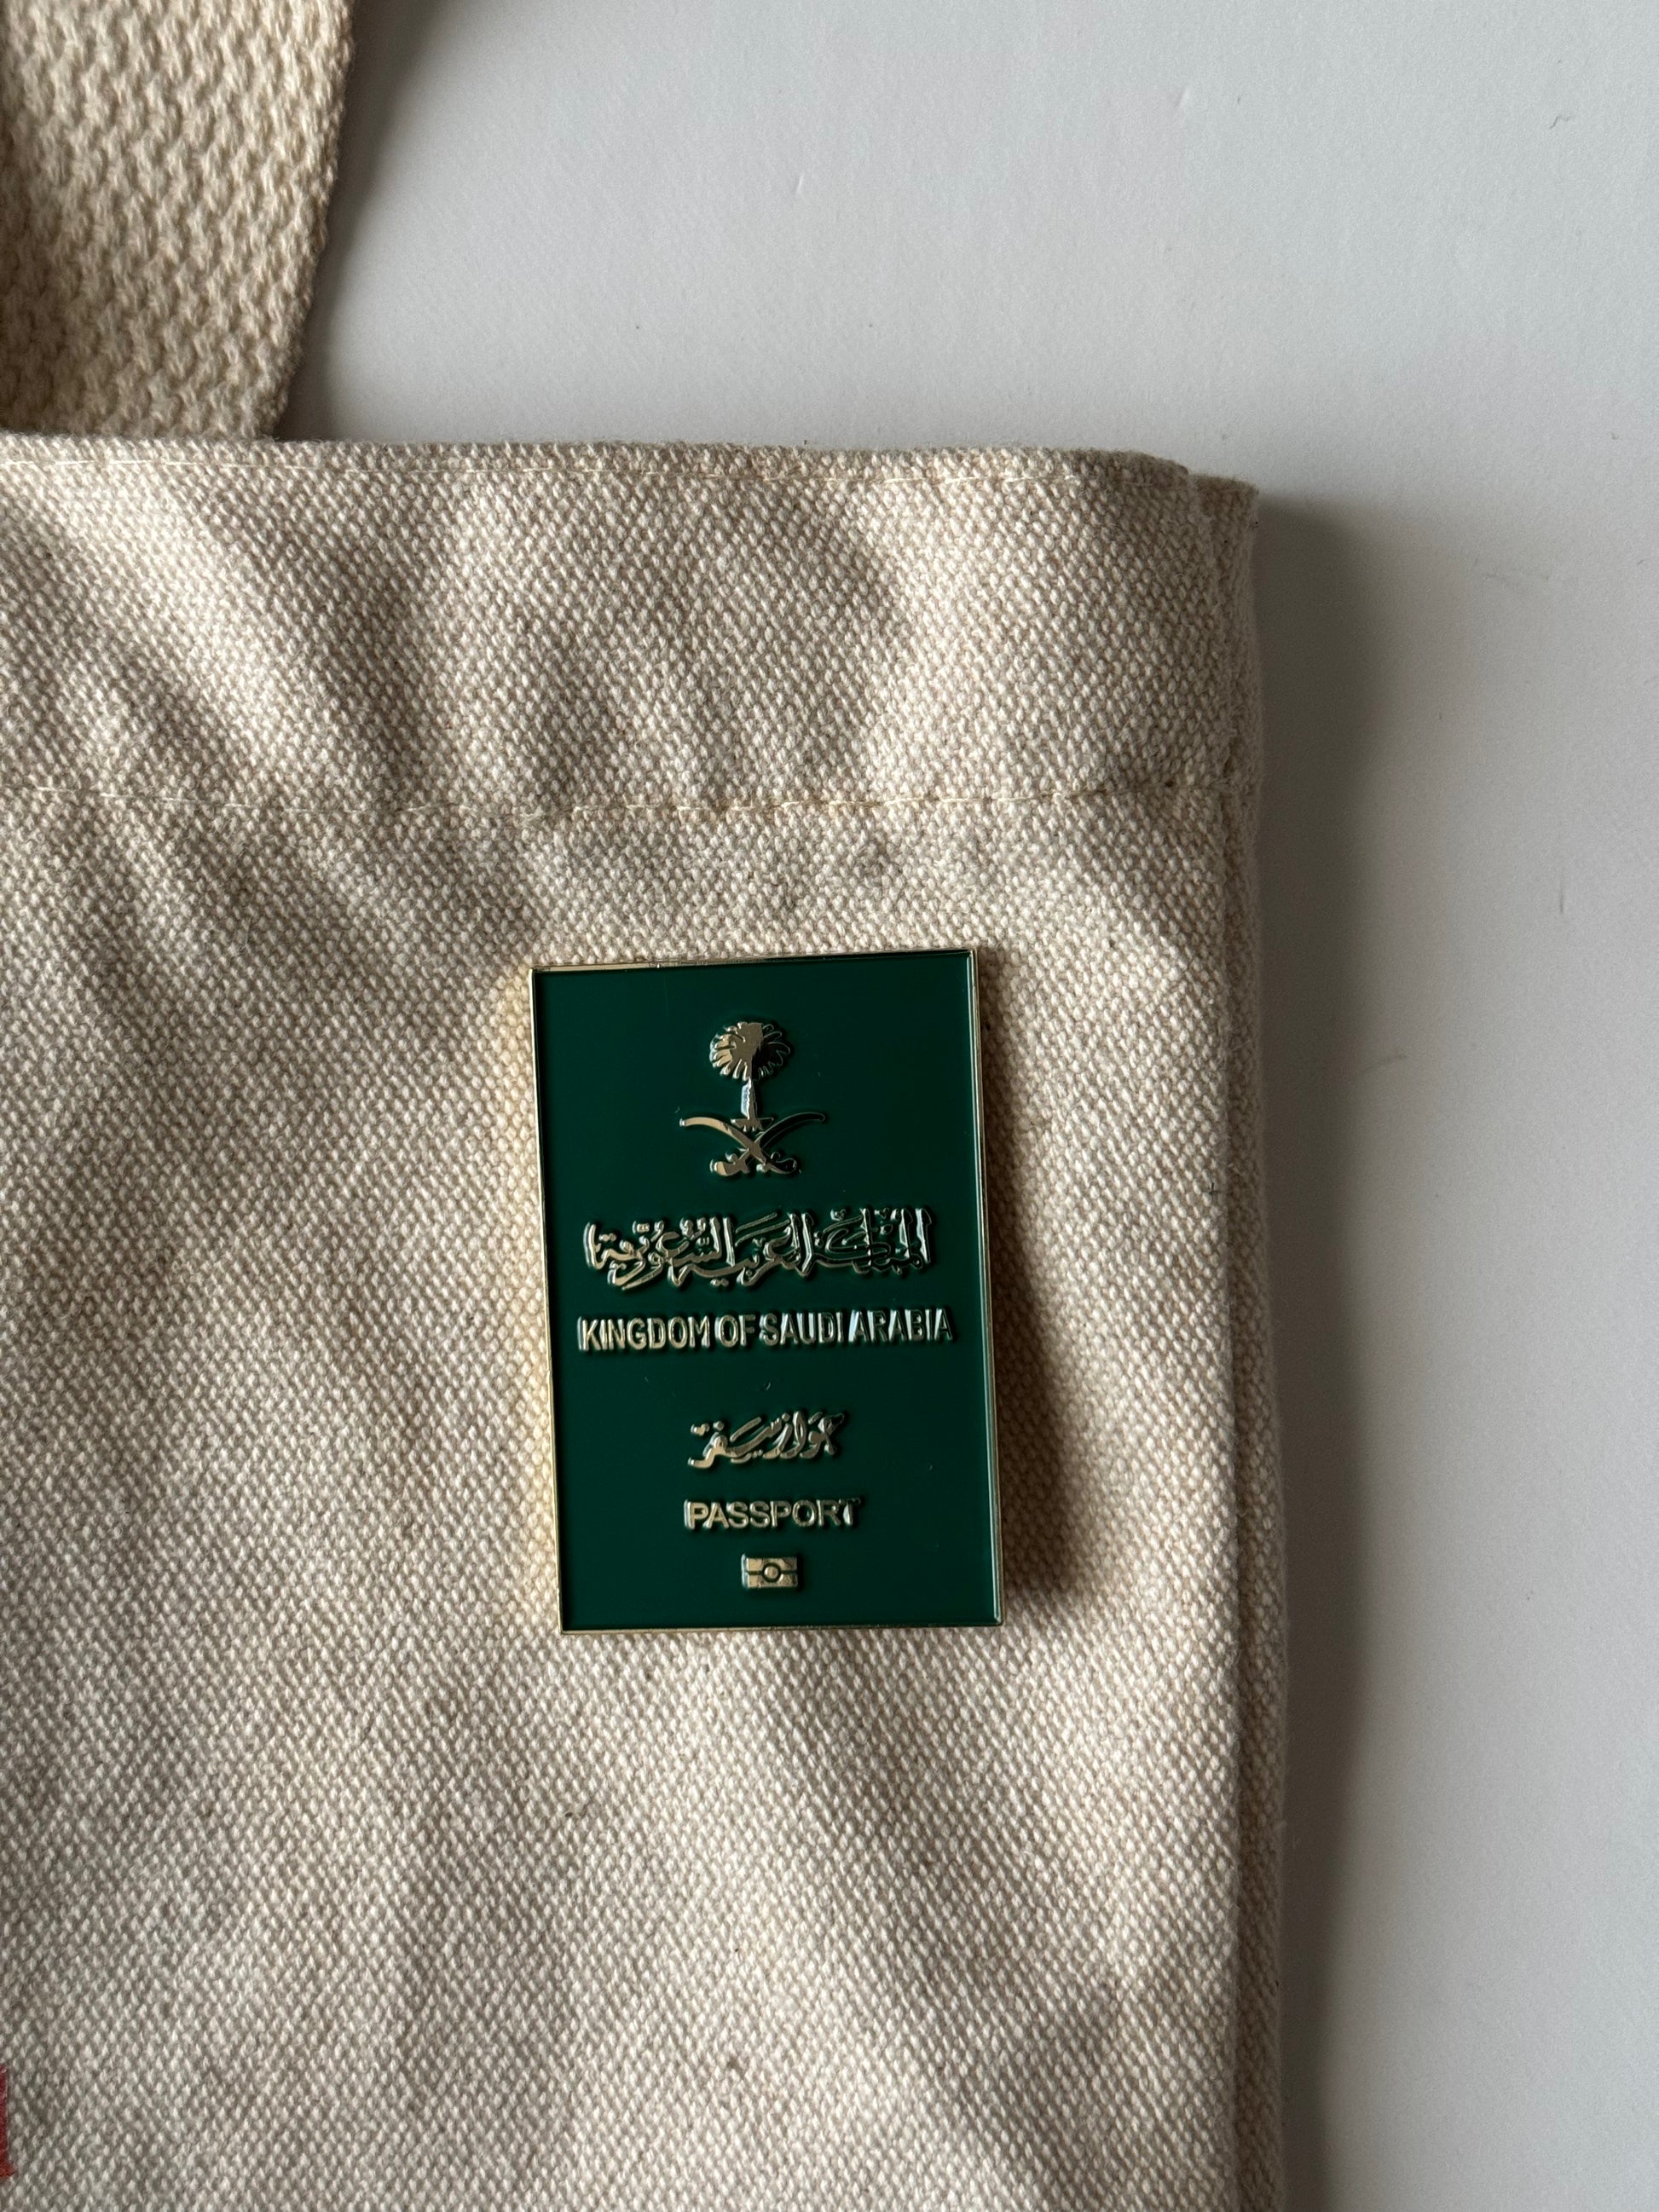 المملكة العربية السعودية
KINGDOM OF SAUDI ARABIA
جواز سفر
PASSPORT